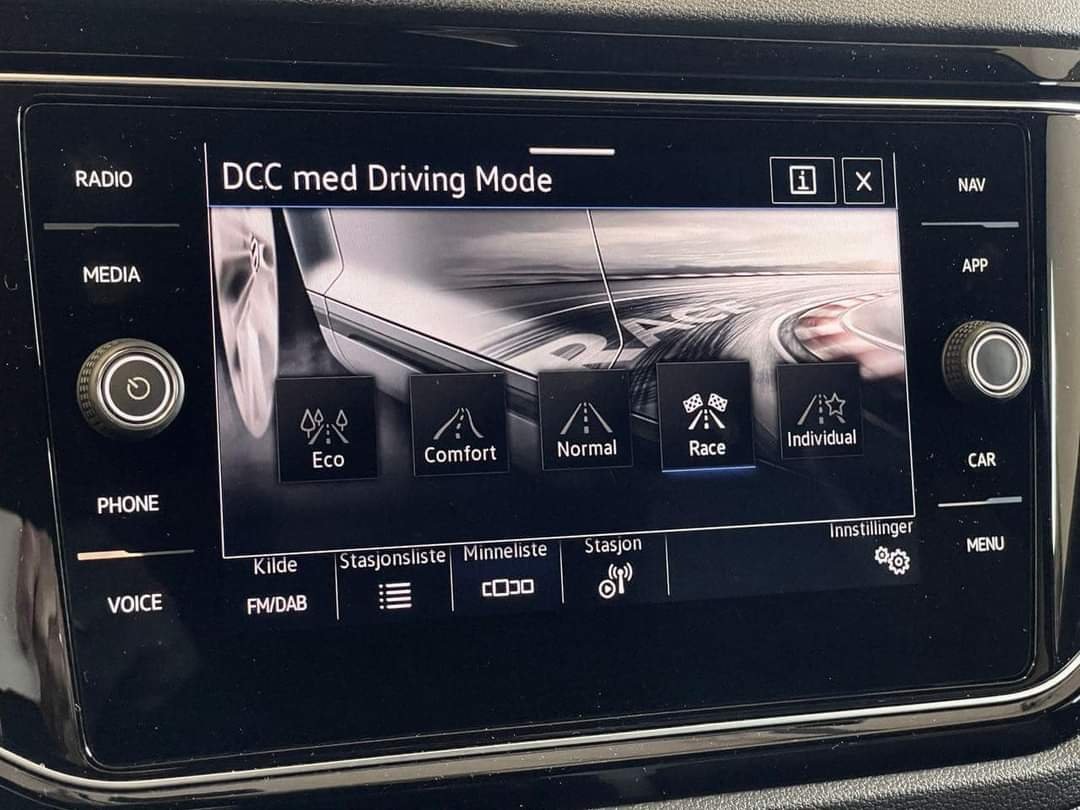 RADIO
MEDIA
PHONE
VOICE
DCC med Driving Mode
i
X
RACE
Eco
Comfort
Normal
Race
Individual
Kilde
FM/DAB
Stasjonsliste
Minneliste
Stasjon
Innstillinger
NAV
APP
CAR
MENU